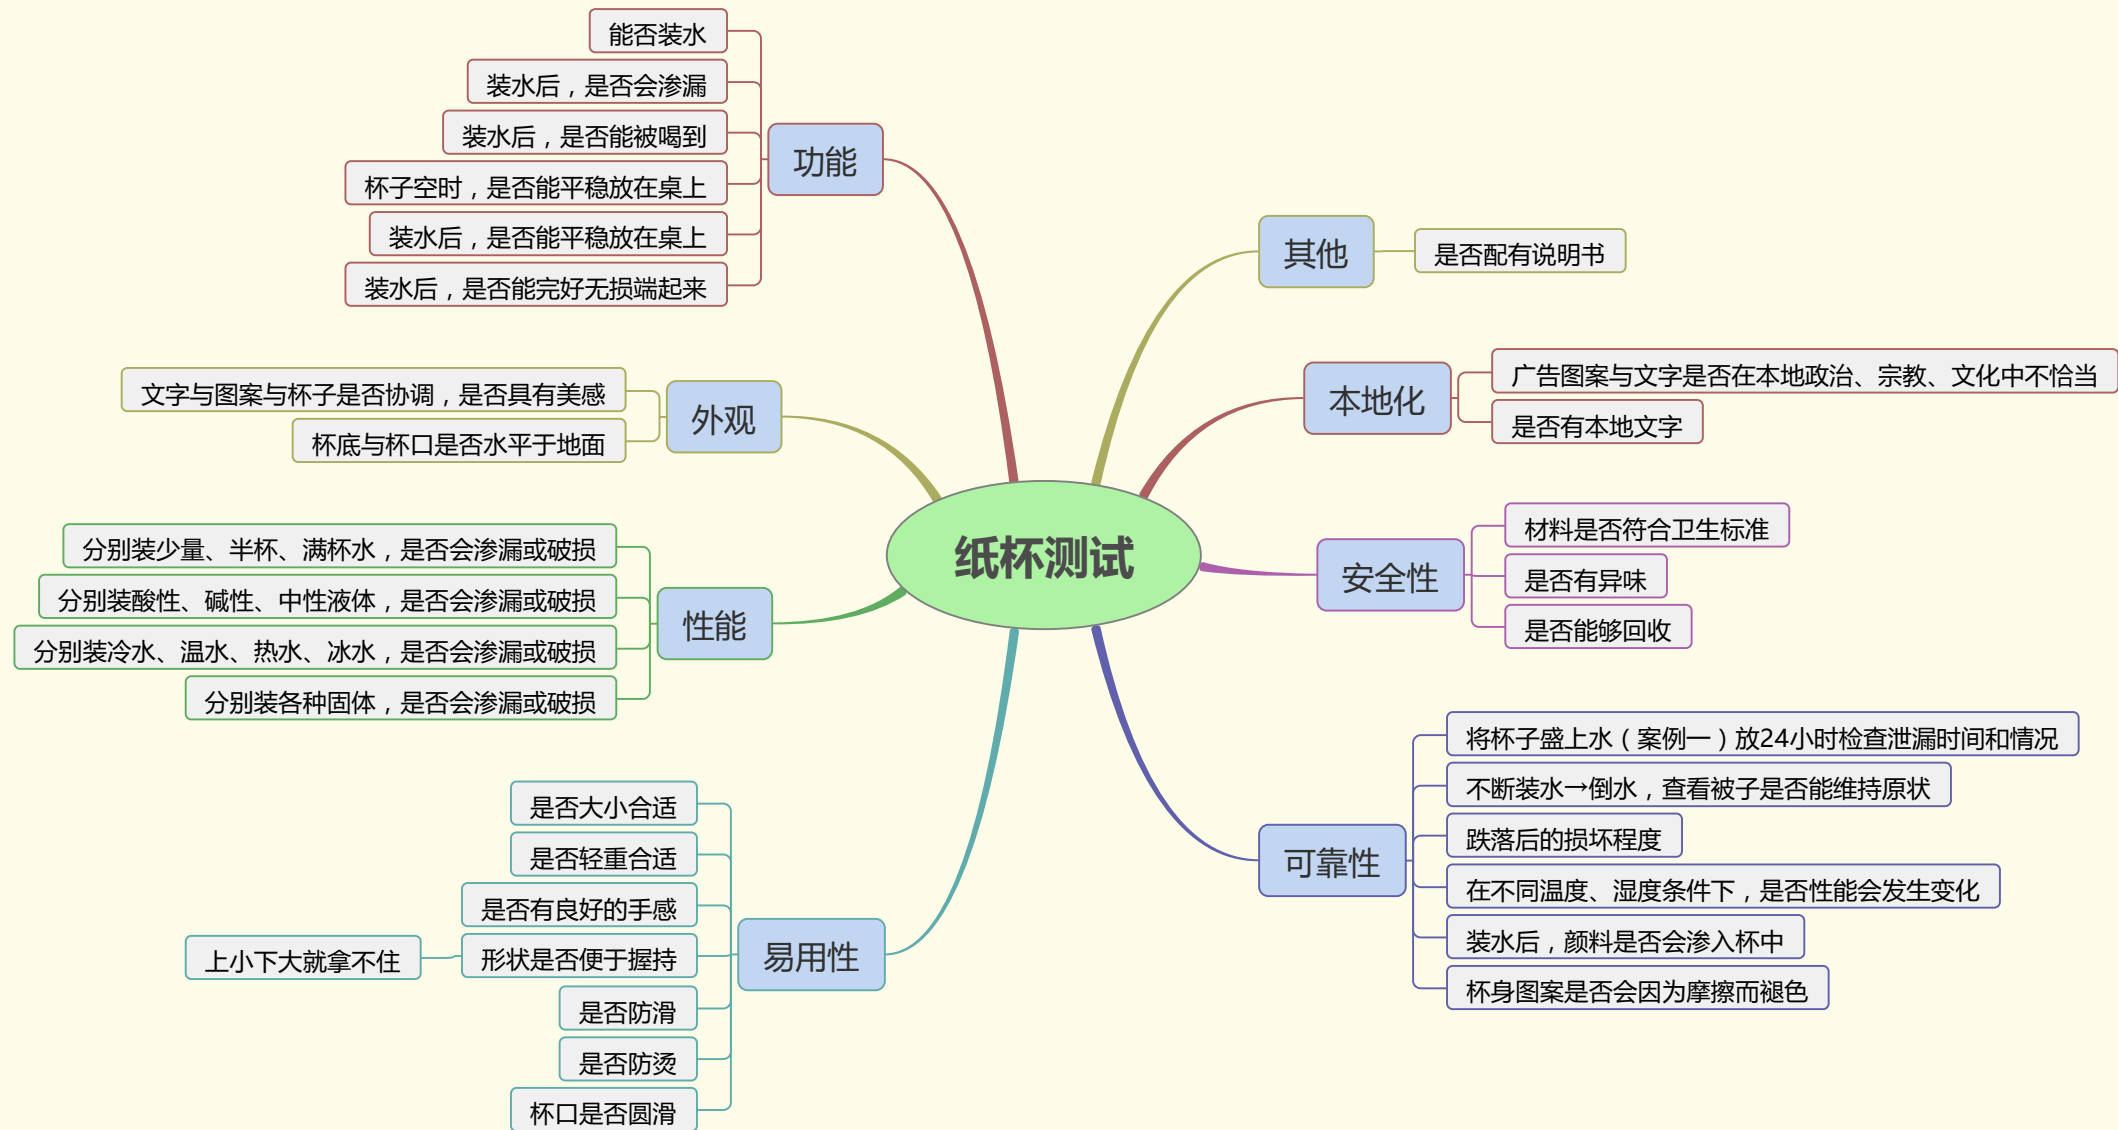 纸杯测试
功能
能否装水
装水后，是否会渗漏
装水后，是否能被喝到
杯子空时，是否能平稳放在桌上
装水后，是否能平稳放在桌上
装水后，是否能完好无损端起来
外观
文字与图案与杯子是否协调，是否具有美感
杯底与杯口是否水平于地面
性能
分别装少量、半杯、满杯水，是否会渗漏或破损
分别装酸性、碱性、中性液体，是否会渗漏或破损
分别装冷水、温水、热水、冰水，是否会渗漏或破损
分别装各种固体，是否会渗漏或破损
易用性
是否大小合适
是否轻重合适
是否有良好的手感
形状是否便于握持
上小下大就拿不住
是否防滑
是否防烫
杯口是否圆滑
其他
是否配有说明书
本地化
广告图案与文字是否在本地政治、宗教、文化中不恰当
是否有本地文字
安全性
材料是否符合卫生标准
是否有异味
是否能够回收
可靠性
将杯子盛上水（案例一）放24小时检查泄漏时间和情况
不断装水→倒水，查看被子是否能维持原状
跌落后的损坏程度
在不同温度、湿度条件下，是否性能会发生变化
装水后，颜料是否会渗入杯中
杯身图案是否会因为摩擦而褪色